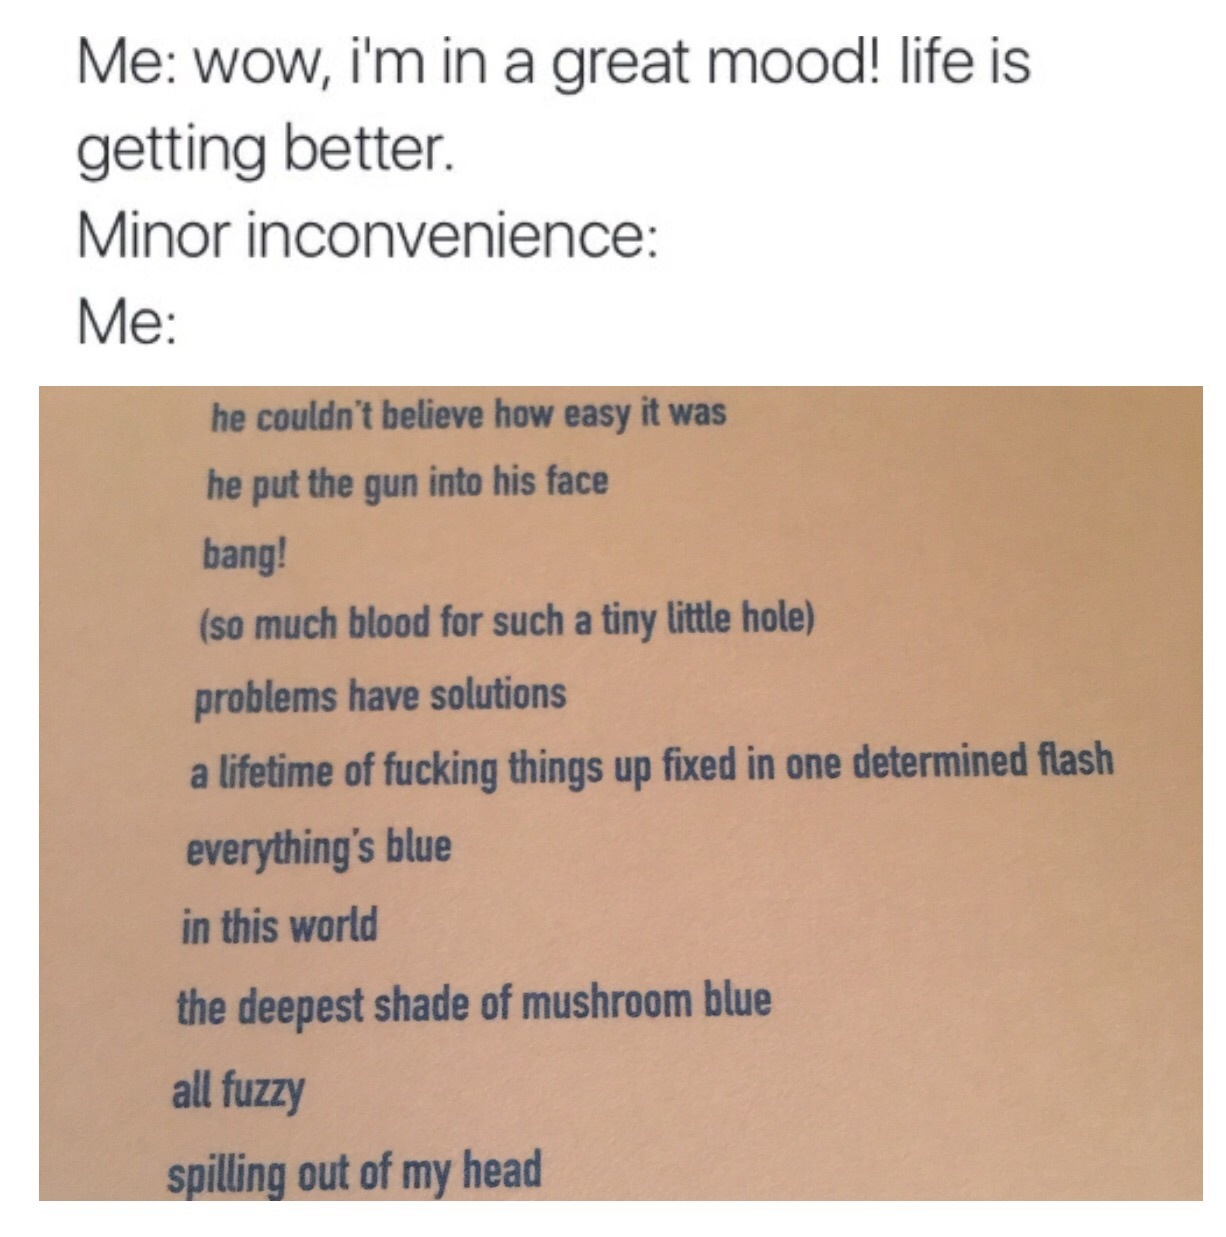 Me: wow, i'm in a great mood! life is
getting better.
Minor inconvenience:
Me:
he couldn't believe how easy it was
he put the gun into his face
bang!
(so much blood for such a tiny little hole)
problems have solutions
a lifetime of fucking things up fixed in one determined flash
everything's blue
in this world
the deepest shade of mushroom blue
all fuzzy
spilling out of my head